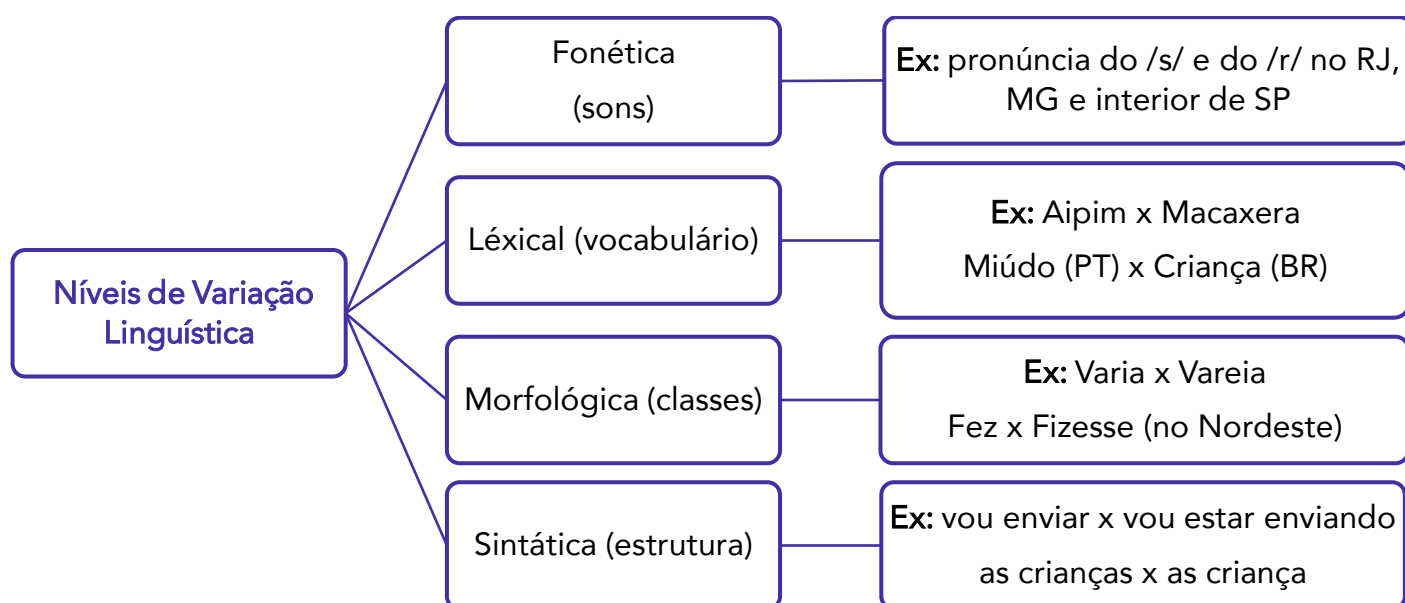 Níveis de Variação
Linguística
Fonética
(sons)
Ex: pronúncia do /s/ e do /r/ no RJ,
MG e interior de SP
Léxical (vocabulário)
Ex: Aipim x Macaxera
Miúdo (PT) x Criança (BR)
Morfológica (classes)
Ex: Varia x Vareia
Fez x Fizesse (no Nordeste)
Sintática (estrutura)
Ex: vou enviar x vou estar enviando
as crianças x as criança